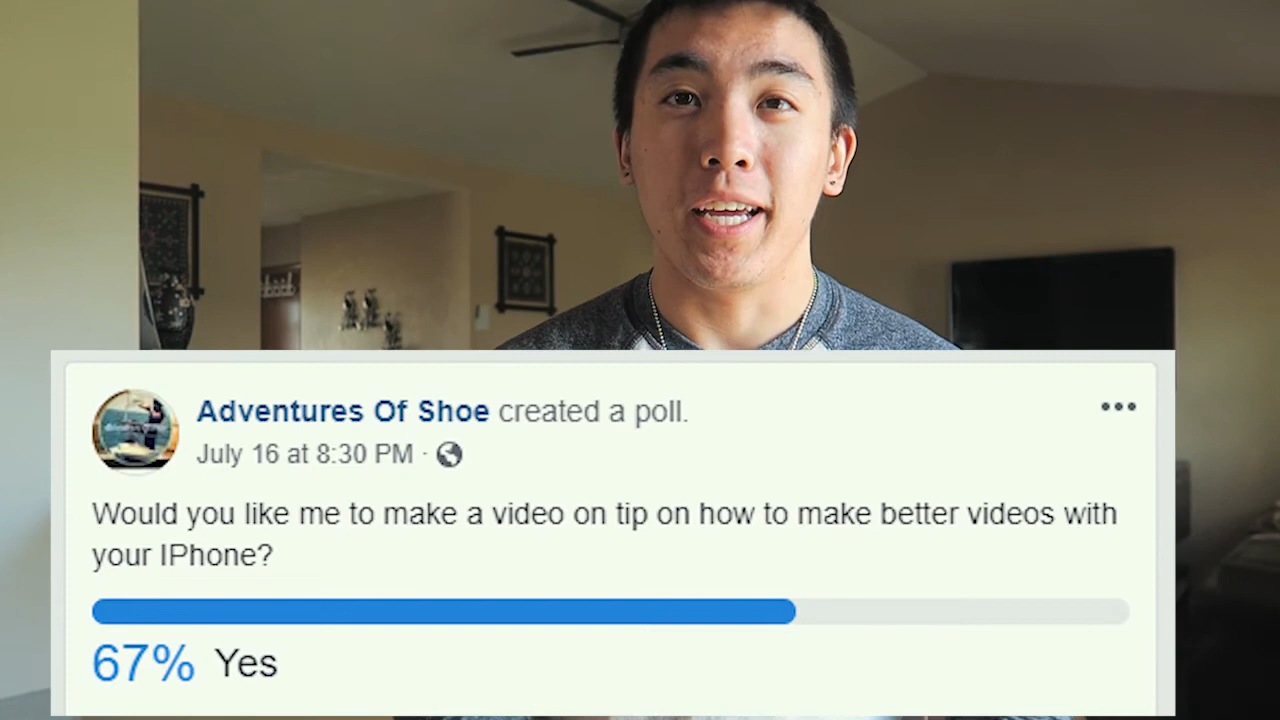 Adventures Of Shoe created a poll.
July 16 at 8:30 PM ·
Would you like me to make a video on tip on how to make better videos with
your IPhone?
67% Yes